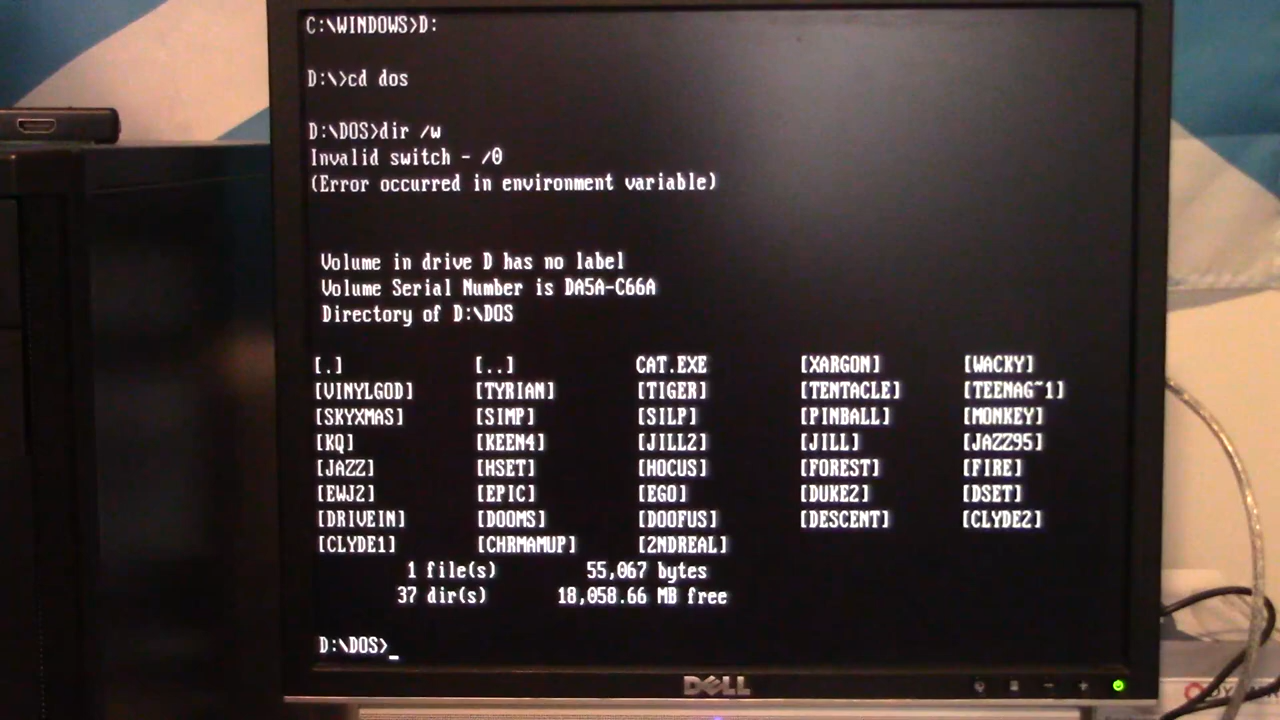 C:\WINDOWS>D:
D:\>cd dos
D:\DOS>dir /w
Invalid switch - /0
(Error occurred in environment variable)
Volume in drive D has no label
Volume Serial Number is DA5A-C66A
Directory of D:\DOS
[.] [..] CAT.EXE [XARGON] [WACKY]
[VINYLGOD] [TYRIAN] [TIGER] [TENTACLE] [TEENAG~1]
[SKYXMAS] [SIMP] [SILP] [PINBALL] [MONKEY]
[KQ] [KEEN4] [JILL2] [JILL] [JAZZ95]
[JAZZ] [HSET] [HOCUS] [FOREST] [FIRE]
[EWJ2] [EPIC] [EGO] [DUKE2] [DSET]
[DRIVEIN] [DOOMS] [DOOFUS] [DESCENT] [CLYDE2]
[CLYDE1] [CHRMAMUP] [2NDREAL]
1 file(s) 55,067 bytes
37 dir(s) 18,058.66 MB free
D:\DOS>_
DELL